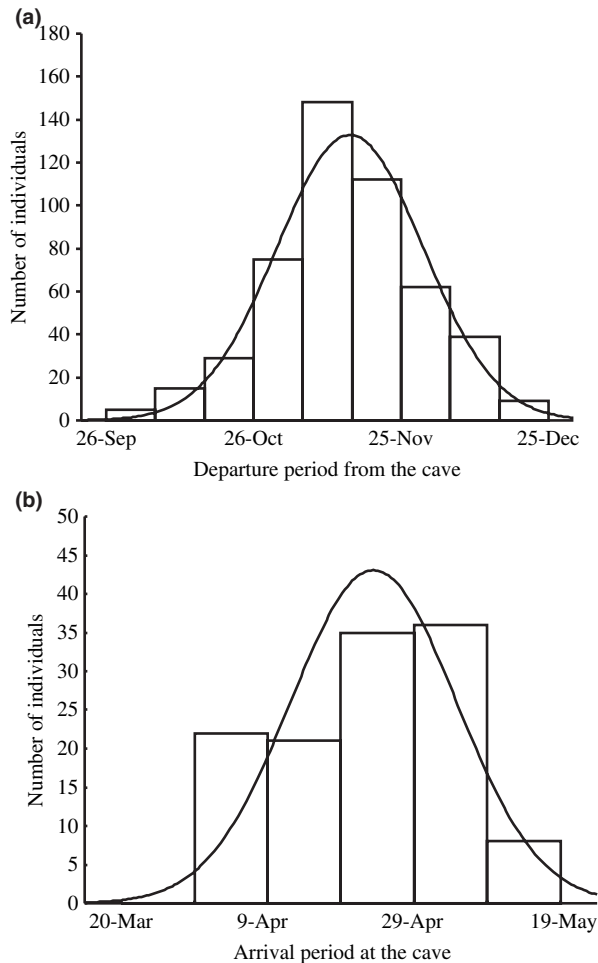 (a)
180
160
140
120
100
80
60
40
20
0
Number of individuals
26-Sep 26-Oct 25-Nov 25-Dec
Departure period from the cave
(b)
50
45
40
35
30
25
20
15
10
5
0
Number of individuals
20-Mar 9-Apr 29-Apr 19-May
Arrival period at the cave